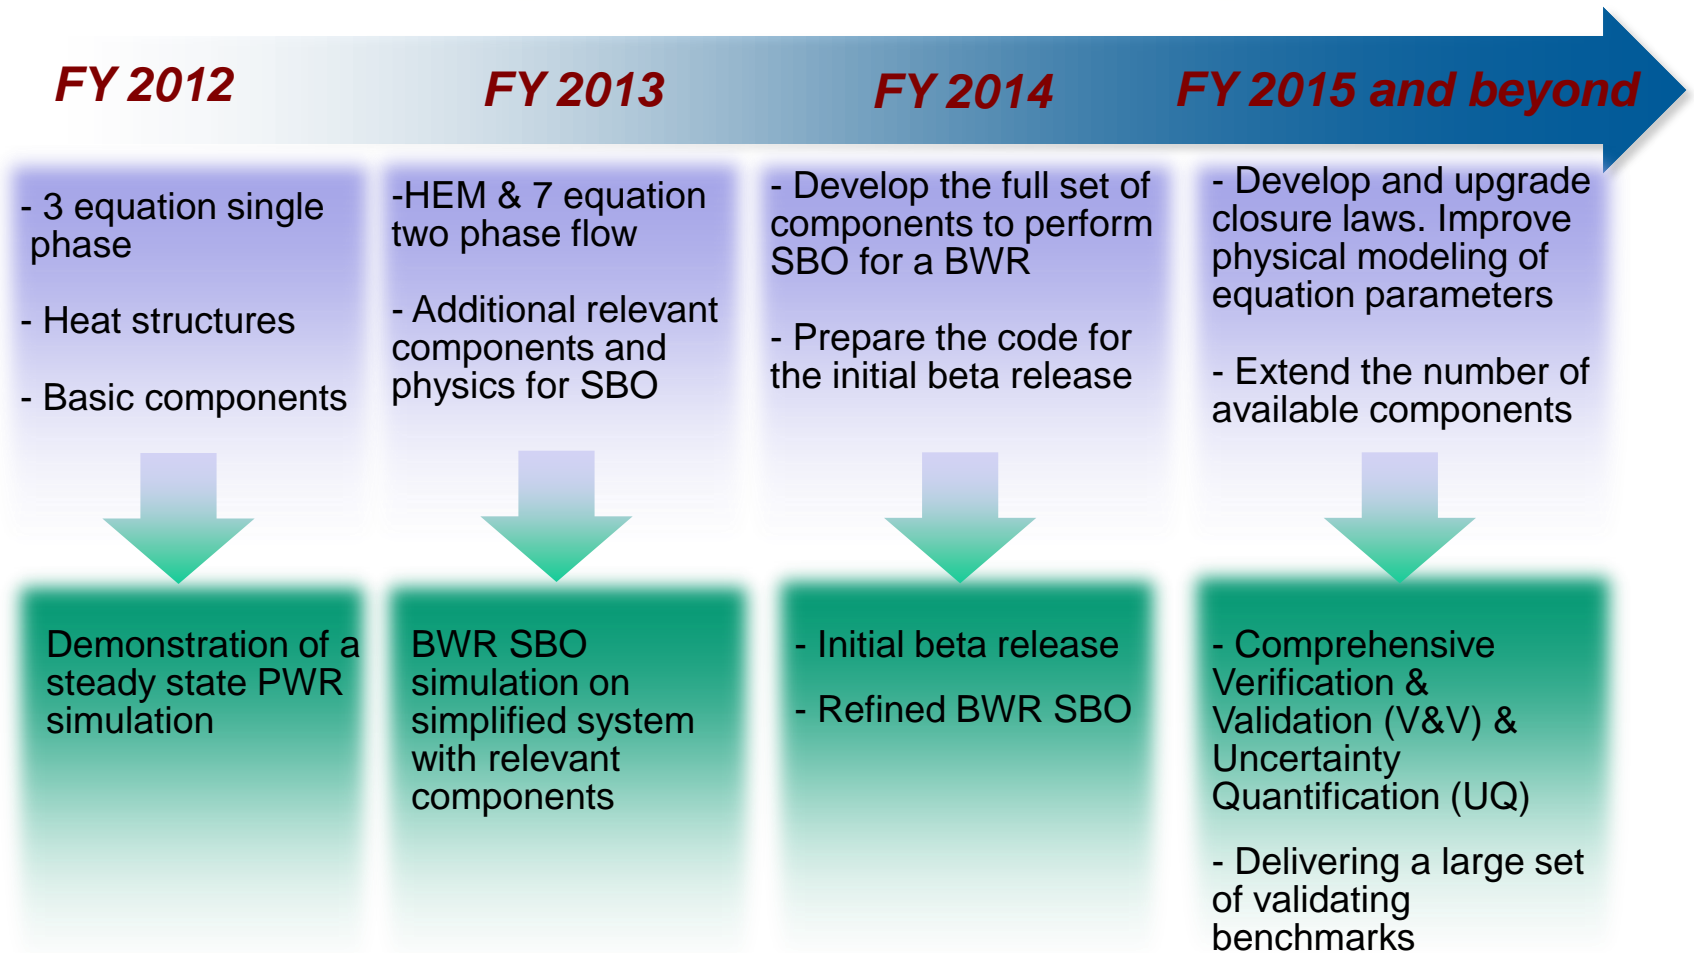 FY 2012
FY 2013
FY 2014
FY 2015 and beyond
- 3 equation single
phase
- Heat structures
- Basic components
-HEM & 7 equation
two phase flow
- Additional relevant
components and
physics for SBO
- Develop the full set of
components to perform
SBO for a BWR
- Prepare the code for
the initial beta release
- Develop and upgrade
closure laws. Improve
physical modeling of
equation parameters
- Extend the number of
available components
Demonstration of a
steady state PWR
simulation
BWR SBO
simulation on
simplified system
with relevant
components
- Initial beta release
- Refined BWR SBO
- Comprehensive
Verification &
Validation (V&V) &
Uncertainty
Quantification (UQ)
- Delivering a large set
of validating
benchmarks